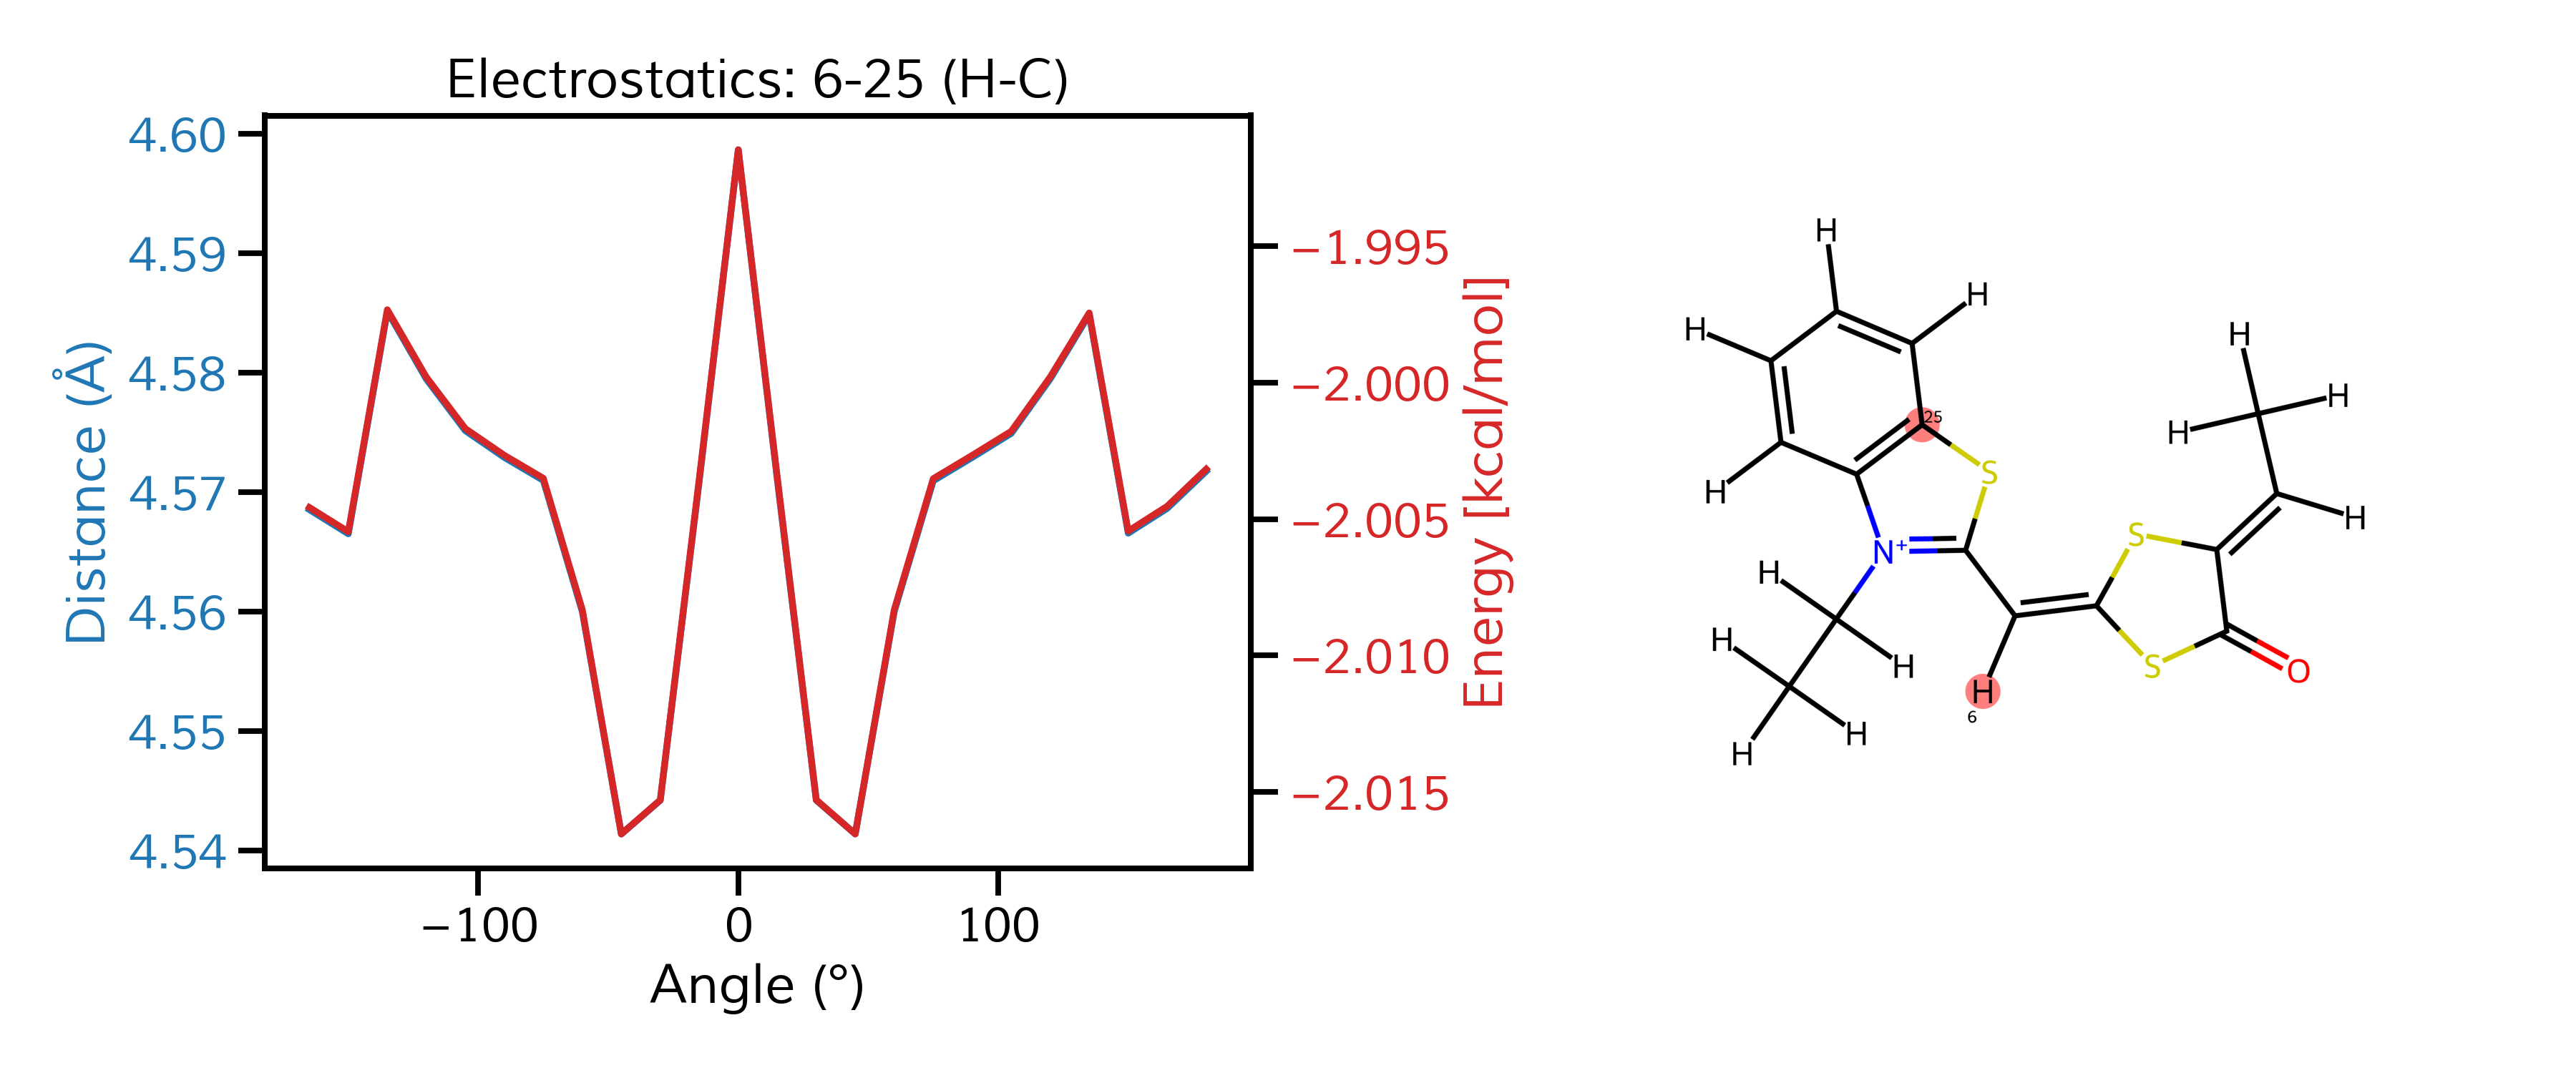 Electrostatics: 6-25 (H-C)
4.60
4.59
4.58
4.57
4.56
4.55
4.54
Distance (Å)
−100
0
100
Angle (°)
−1.995
−2.000
−2.005
−2.010
−2.015
Energy [kcal/mol]
H
H
H
H
H
H
25
S
H
H
S
H
N+
H
H
H
S
O
H
6
H
H